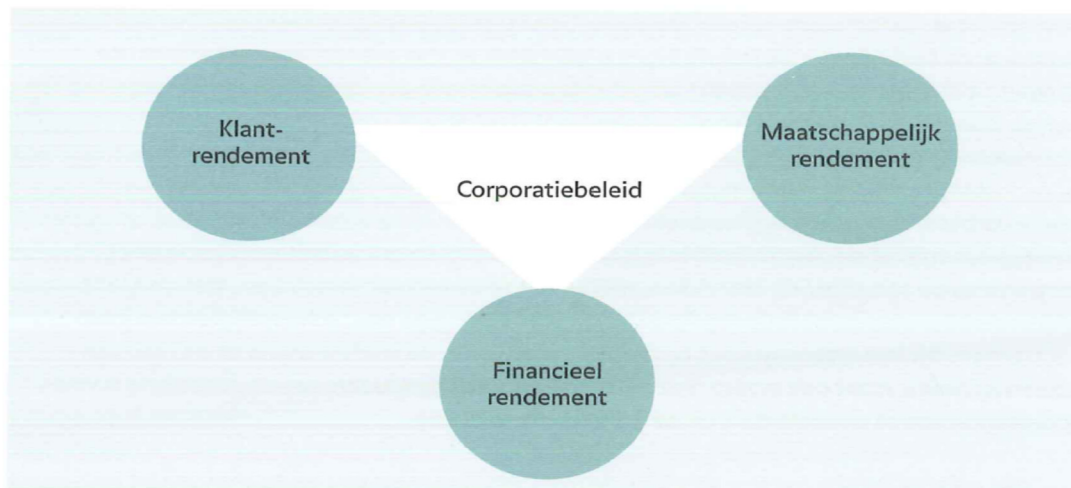 Klant-
rendement
Maatschappelijk
rendement
Corporatiebeleid
Financieel
rendement